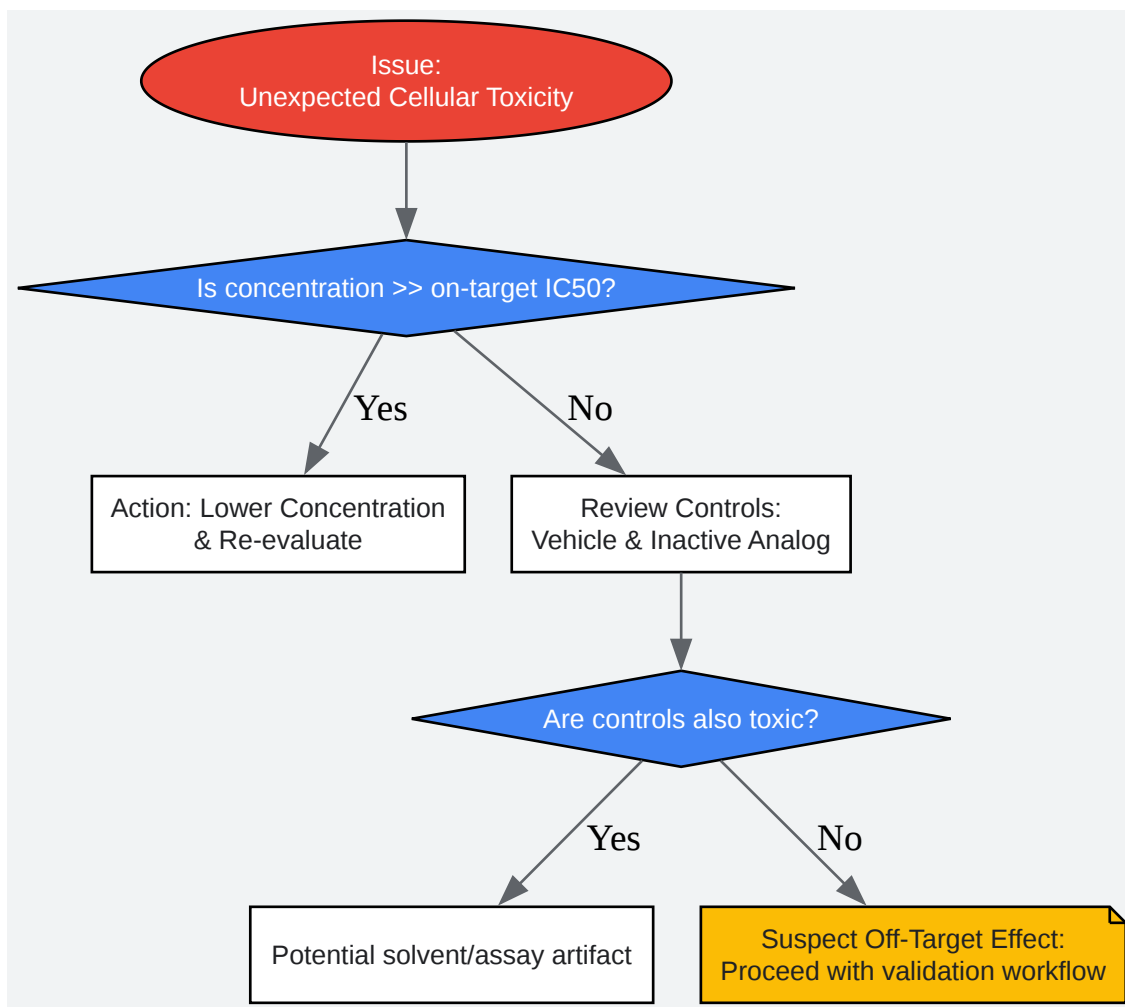 Issue:
Unexpected Cellular Toxicity
Is concentration >> on-target IC50?
Yes
No
Action: Lower Concentration
& Re-evaluate
Review Controls:
Vehicle & Inactive Analog
Are controls also toxic?
Yes
No
Potential solvent/assay artifact
Suspect Off-Target Effect:
Proceed with validation workflow